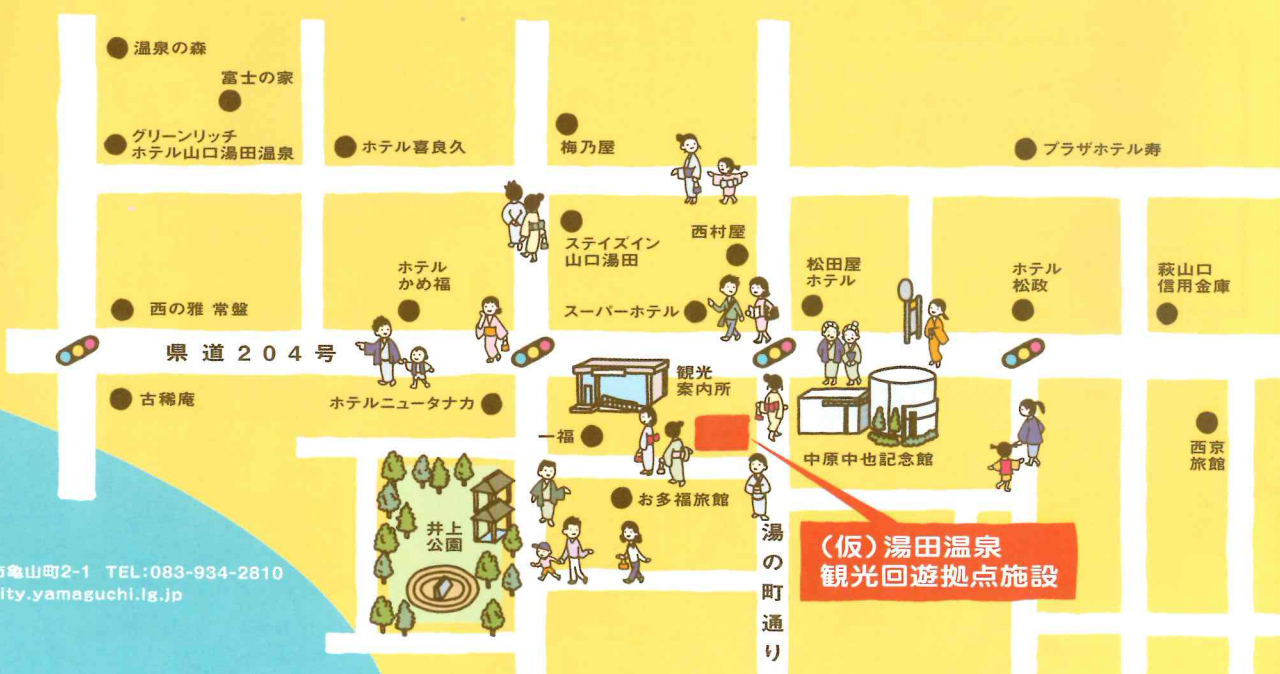 温泉の森
富士の家
グリーンリッチ
ホテル山口湯田温泉
ホテル喜良久
梅乃屋
プラザホテル寿
ステイズイン
山口湯田
西村屋
ホテル
かめ福
松田屋
ホテル
ホテル
松政
萩山口
信用金庫
西の雅 常盤
スーパーホテル
県道204号
観光
案内所
古稀庵
ホテルニュータナカ
一福
中原中也記念館
西京
旅館
お多福旅館
井上
公園
湯の町通り
(仮)湯田温泉
観光回遊拠点施設
市亀山町2-1 TEL:083-934-2810
ity.yamaguchi.lg.jp